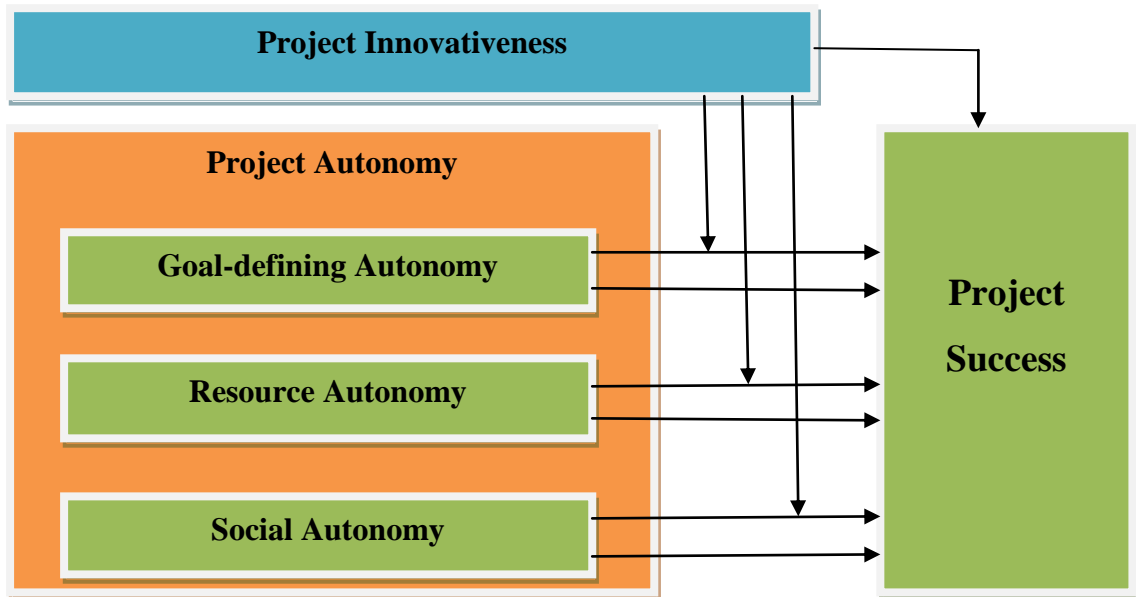 Project Innovativeness
Project Autonomy
Goal-defining Autonomy
Resource Autonomy
Social Autonomy
Project
Success